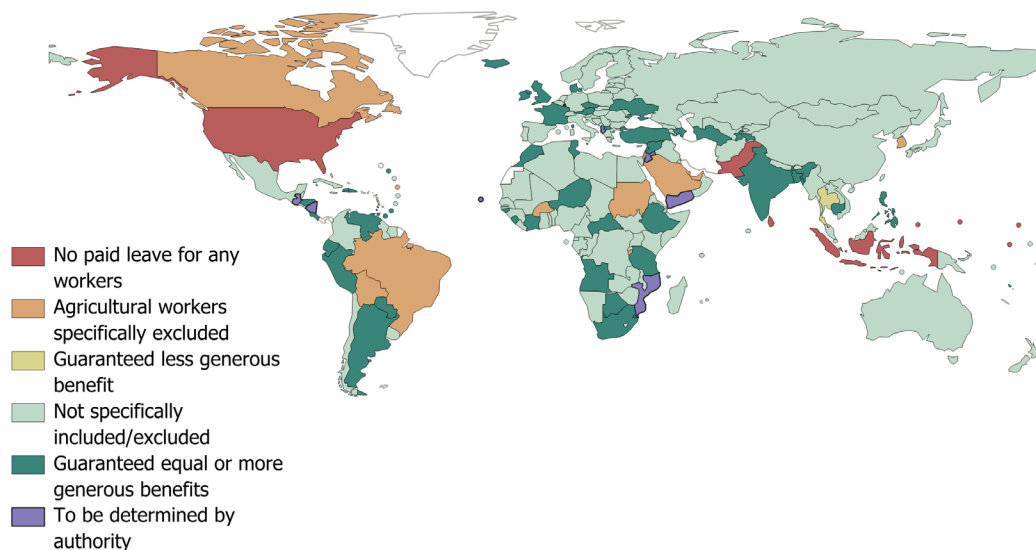 No paid leave for any
workers
Agricultural workers
specifically excluded
Guaranteed less generous
benefit
Not specifically
included/excluded
Guaranteed equal or more
generous benefits
To be determined by
authority